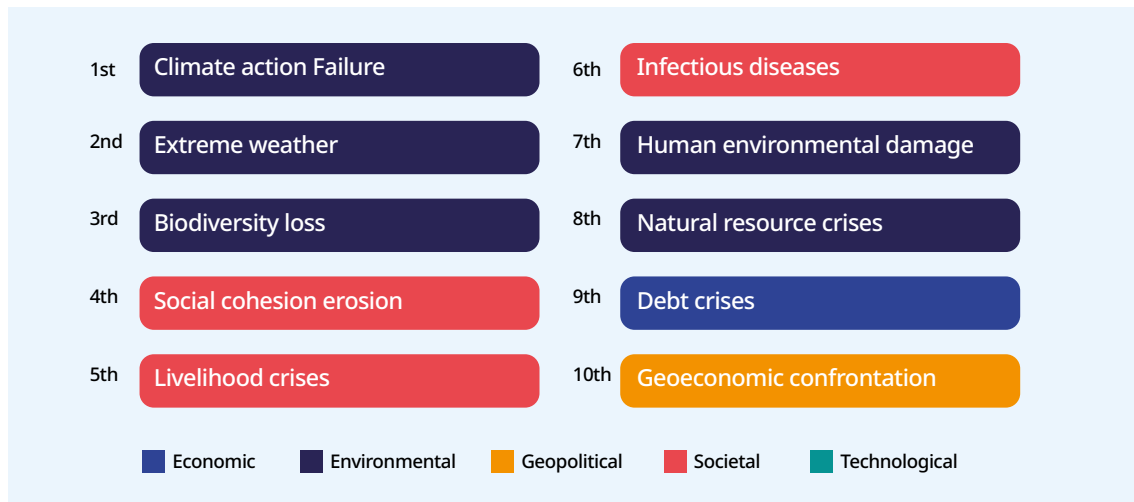 1st Climate action Failure
2nd Extreme weather
3rd Biodiversity loss
4th Social cohesion erosion
5th Livelihood crises
6th Infectious diseases
7th Human environmental damage
8th Natural resource crises
9th Debt crises
10th Geoeconomic confrontation
Economic Environmental Geopolitical Societal Technological